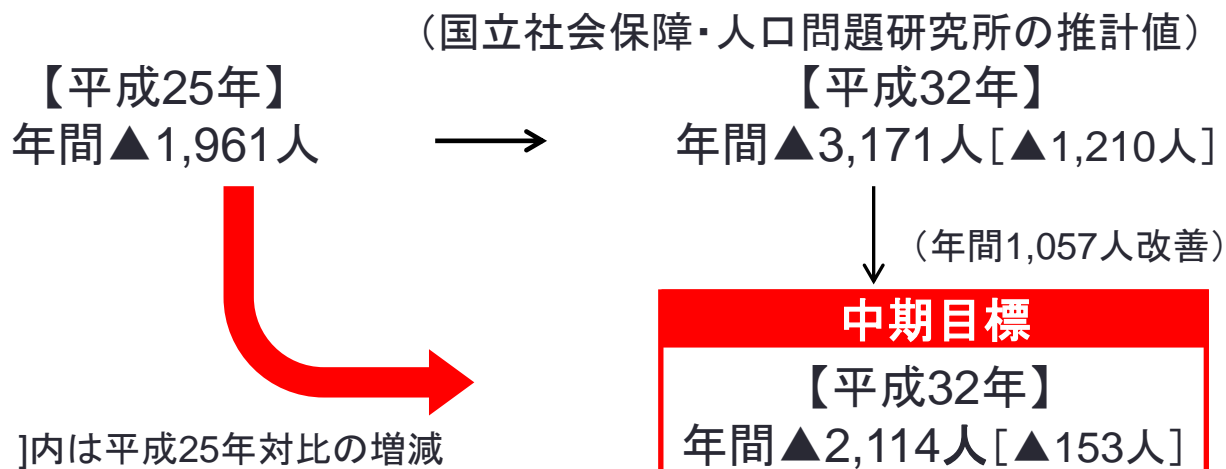 （国立社会保障・人口問題研究所の推計値）
【平成25年】
年間▲1,961人
【平成32年】
年間▲3,171人[▲1,210人]
（年間1,057人改善）
中期目標
【平成32年】
年間▲2,114人[▲153人]
]内は平成25年対比の増減